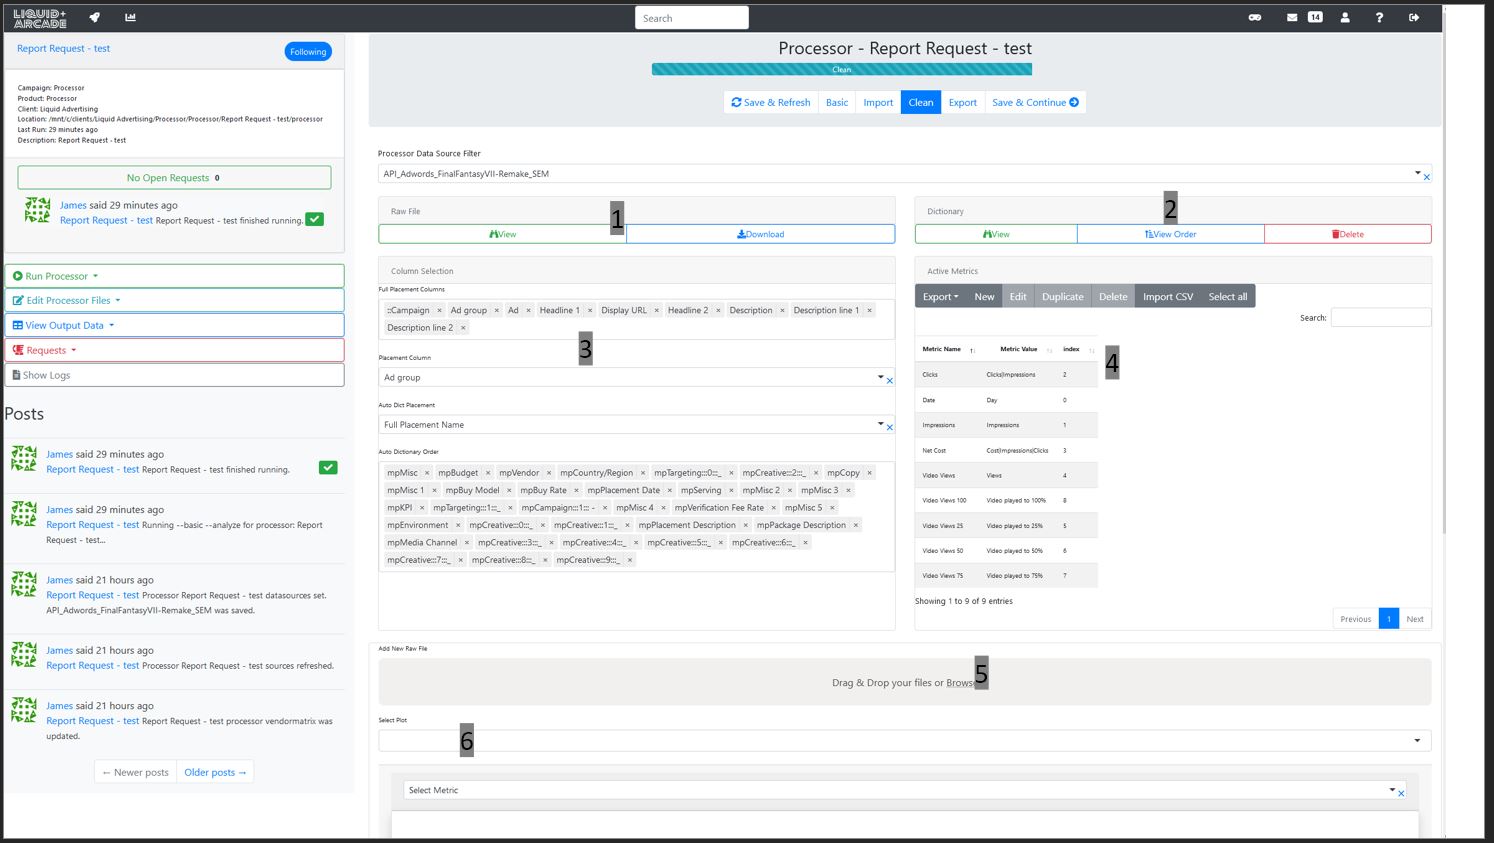 LIQUID+
ARCADE
Search
14
Report Request - test
Following
Campaign: Processor
Product: Processor
Client: Liquid Advertising
Location: /mnt/c/clients/Liquid Advertising/Processor/Processor/Report Request - test/processor
Last Run: 29 minutes ago
Description: Report Request - test
No Open Requests 0
James said 29 minutes ago
Report Request - test Report Request - test finished running.
Run Processor
Edit Processor Files
View Output Data
Requests
Show Logs
Posts
James said 29 minutes ago
Report Request - test Report Request - test finished running.
James said 29 minutes ago
Report Request - test Running --basic --analyze for processor: Report
Request - test...
James said 21 hours ago
Report Request - test Processor Report Request - test datasources set.
API_Adwords_FinalFantasyVII-Remake_SEM was saved.
James said 21 hours ago
Report Request - test Processor Report Request - test sources refreshed.
James said 21 hours ago
Report Request - test Report Request - test processor vendormatrix was
updated.
← Newer posts Older posts →
Processor - Report Request - test
Clean
Save & Refresh Basic Import Clean Export Save & Continue
Processor Data Source Filter
API_Adwords_FinalFantasyVII-Remake_SEM ×
Raw File
1
View Download
Dictionary
2
View View Order Delete
Column Selection
Full Placement Columns
::Campaign × Ad group × Ad × Headline 1 × Display URL × Headline 2 × Description × Description line 1 ×
Description line 2 ×
3
Placement Column
Ad group ×
Auto Dict Placement
Full Placement Name ×
Auto Dictionary Order
mpMisc × mpBudget × mpVendor × mpCountry/Region × mpTargeting:::0:::_ × mpCreative:::2:::_ × mpCopy ×
mpMisc 1 × mpBuy Model × mpBuy Rate × mpPlacement Date × mpServing × mpMisc 2 × mpMisc 3 ×
mpKPI × mpTargeting:::1:::_ × mpCampaign:::1::: - × mpMisc 4 × mpVerification Fee Rate × mpMisc 5 ×
mpEnvironment × mpCreative:::0:::_ × mpCreative:::1:::_ × mpPlacement Description × mpPackage Description ×
mpMedia Channel × mpCreative:::3:::_ × mpCreative:::4:::_ × mpCreative:::5:::_ × mpCreative:::6:::_ ×
mpCreative:::7:::_ × mpCreative:::8:::_ × mpCreative:::9:::_ ×
Active Metrics
Export New Edit Duplicate Delete Import CSV Select all
Search:
4
Metric Name Metric Value index
Clicks Clicks|Impressions 2
Date Day 0
Impressions Impressions 1
Net Cost Cost|Impressions|Clicks 3
Video Views Views 4
Video Views 100 Video played to 100% 8
Video Views 25 Video played to 25% 5
Video Views 50 Video played to 50% 6
Video Views 75 Video played to 75% 7
Showing 1 to 9 of 9 entries
Previous 1 Next
Add New Raw File
Drag & Drop your files or Browse
5
Select Plot
6
Select Metric ×